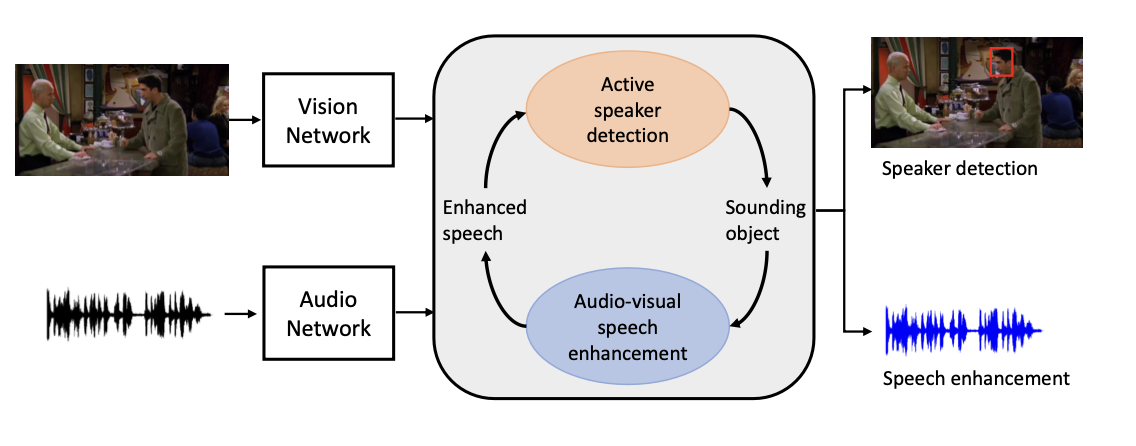 Vision
Network
Audio
Network
Active
speaker
detection
Enhanced
speech
Sounding
object
Audio-visual
speech
enhancement
Speaker detection
Speech enhancement